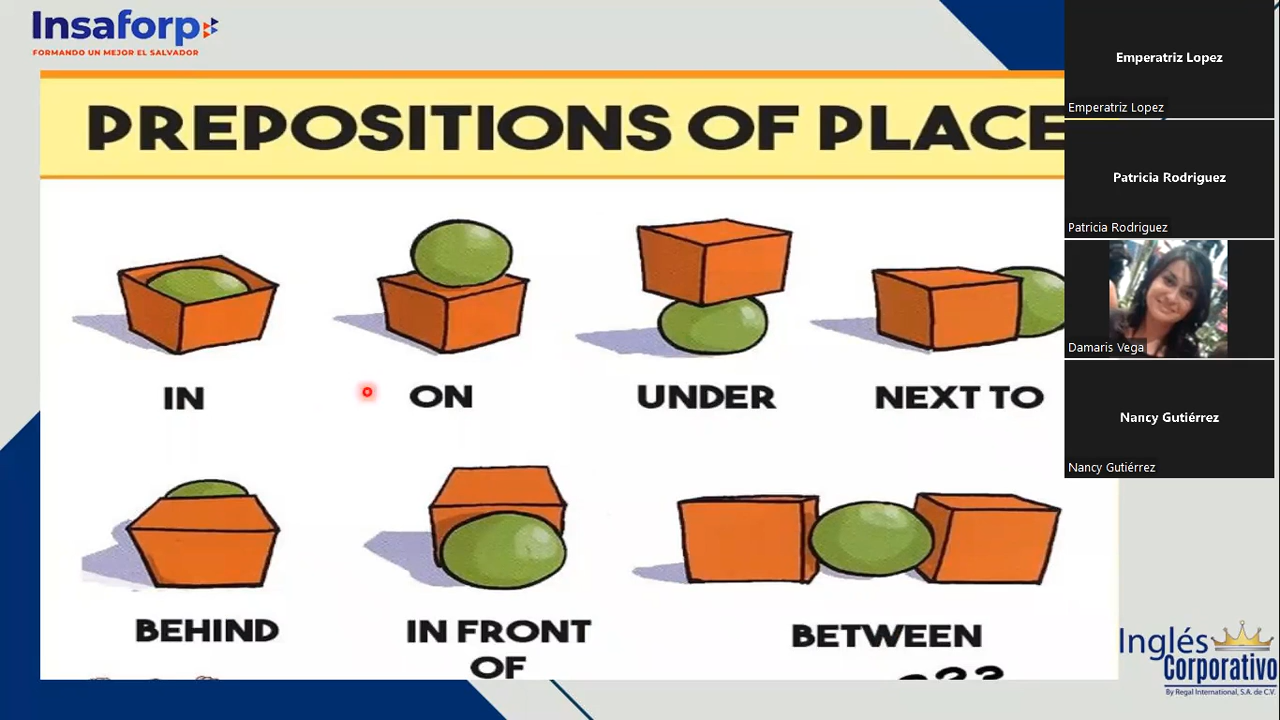 Insaforp
FORMANDO UN MEJOR EL SALVADOR
PREPOSITIONS OF PLACE
IN
ON
UNDER
NEXT TO
BEHIND
IN FRONT
OF
BETWEEN
Emperatriz Lopez
Emperatriz Lopez
Patricia Rodriguez
Patricia Rodriguez
Damaris Vega
Nancy Gutiérrez
Nancy Gutiérrez
Inglés
Corporativo
By Regal International, S.A. de C.V.